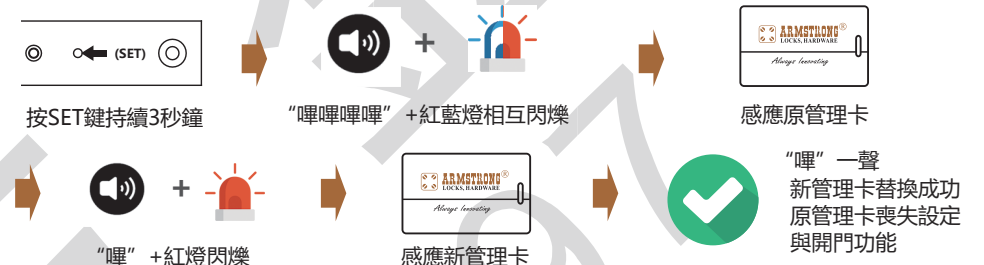 (SET)
按SET鍵持續3秒鐘
“嗶嗶嗶嗶”+紅藍燈相互閃爍
ARMSTRONG®
LOCKS, HARDWARE
Always Innovating
感應原管理卡
“嗶”+紅燈閃爍
ARMSTRONG®
LOCKS, HARDWARE
Always Innovating
感應新管理卡
“嗶”一聲
新管理卡替換成功
原管理卡喪失設定
與開門功能